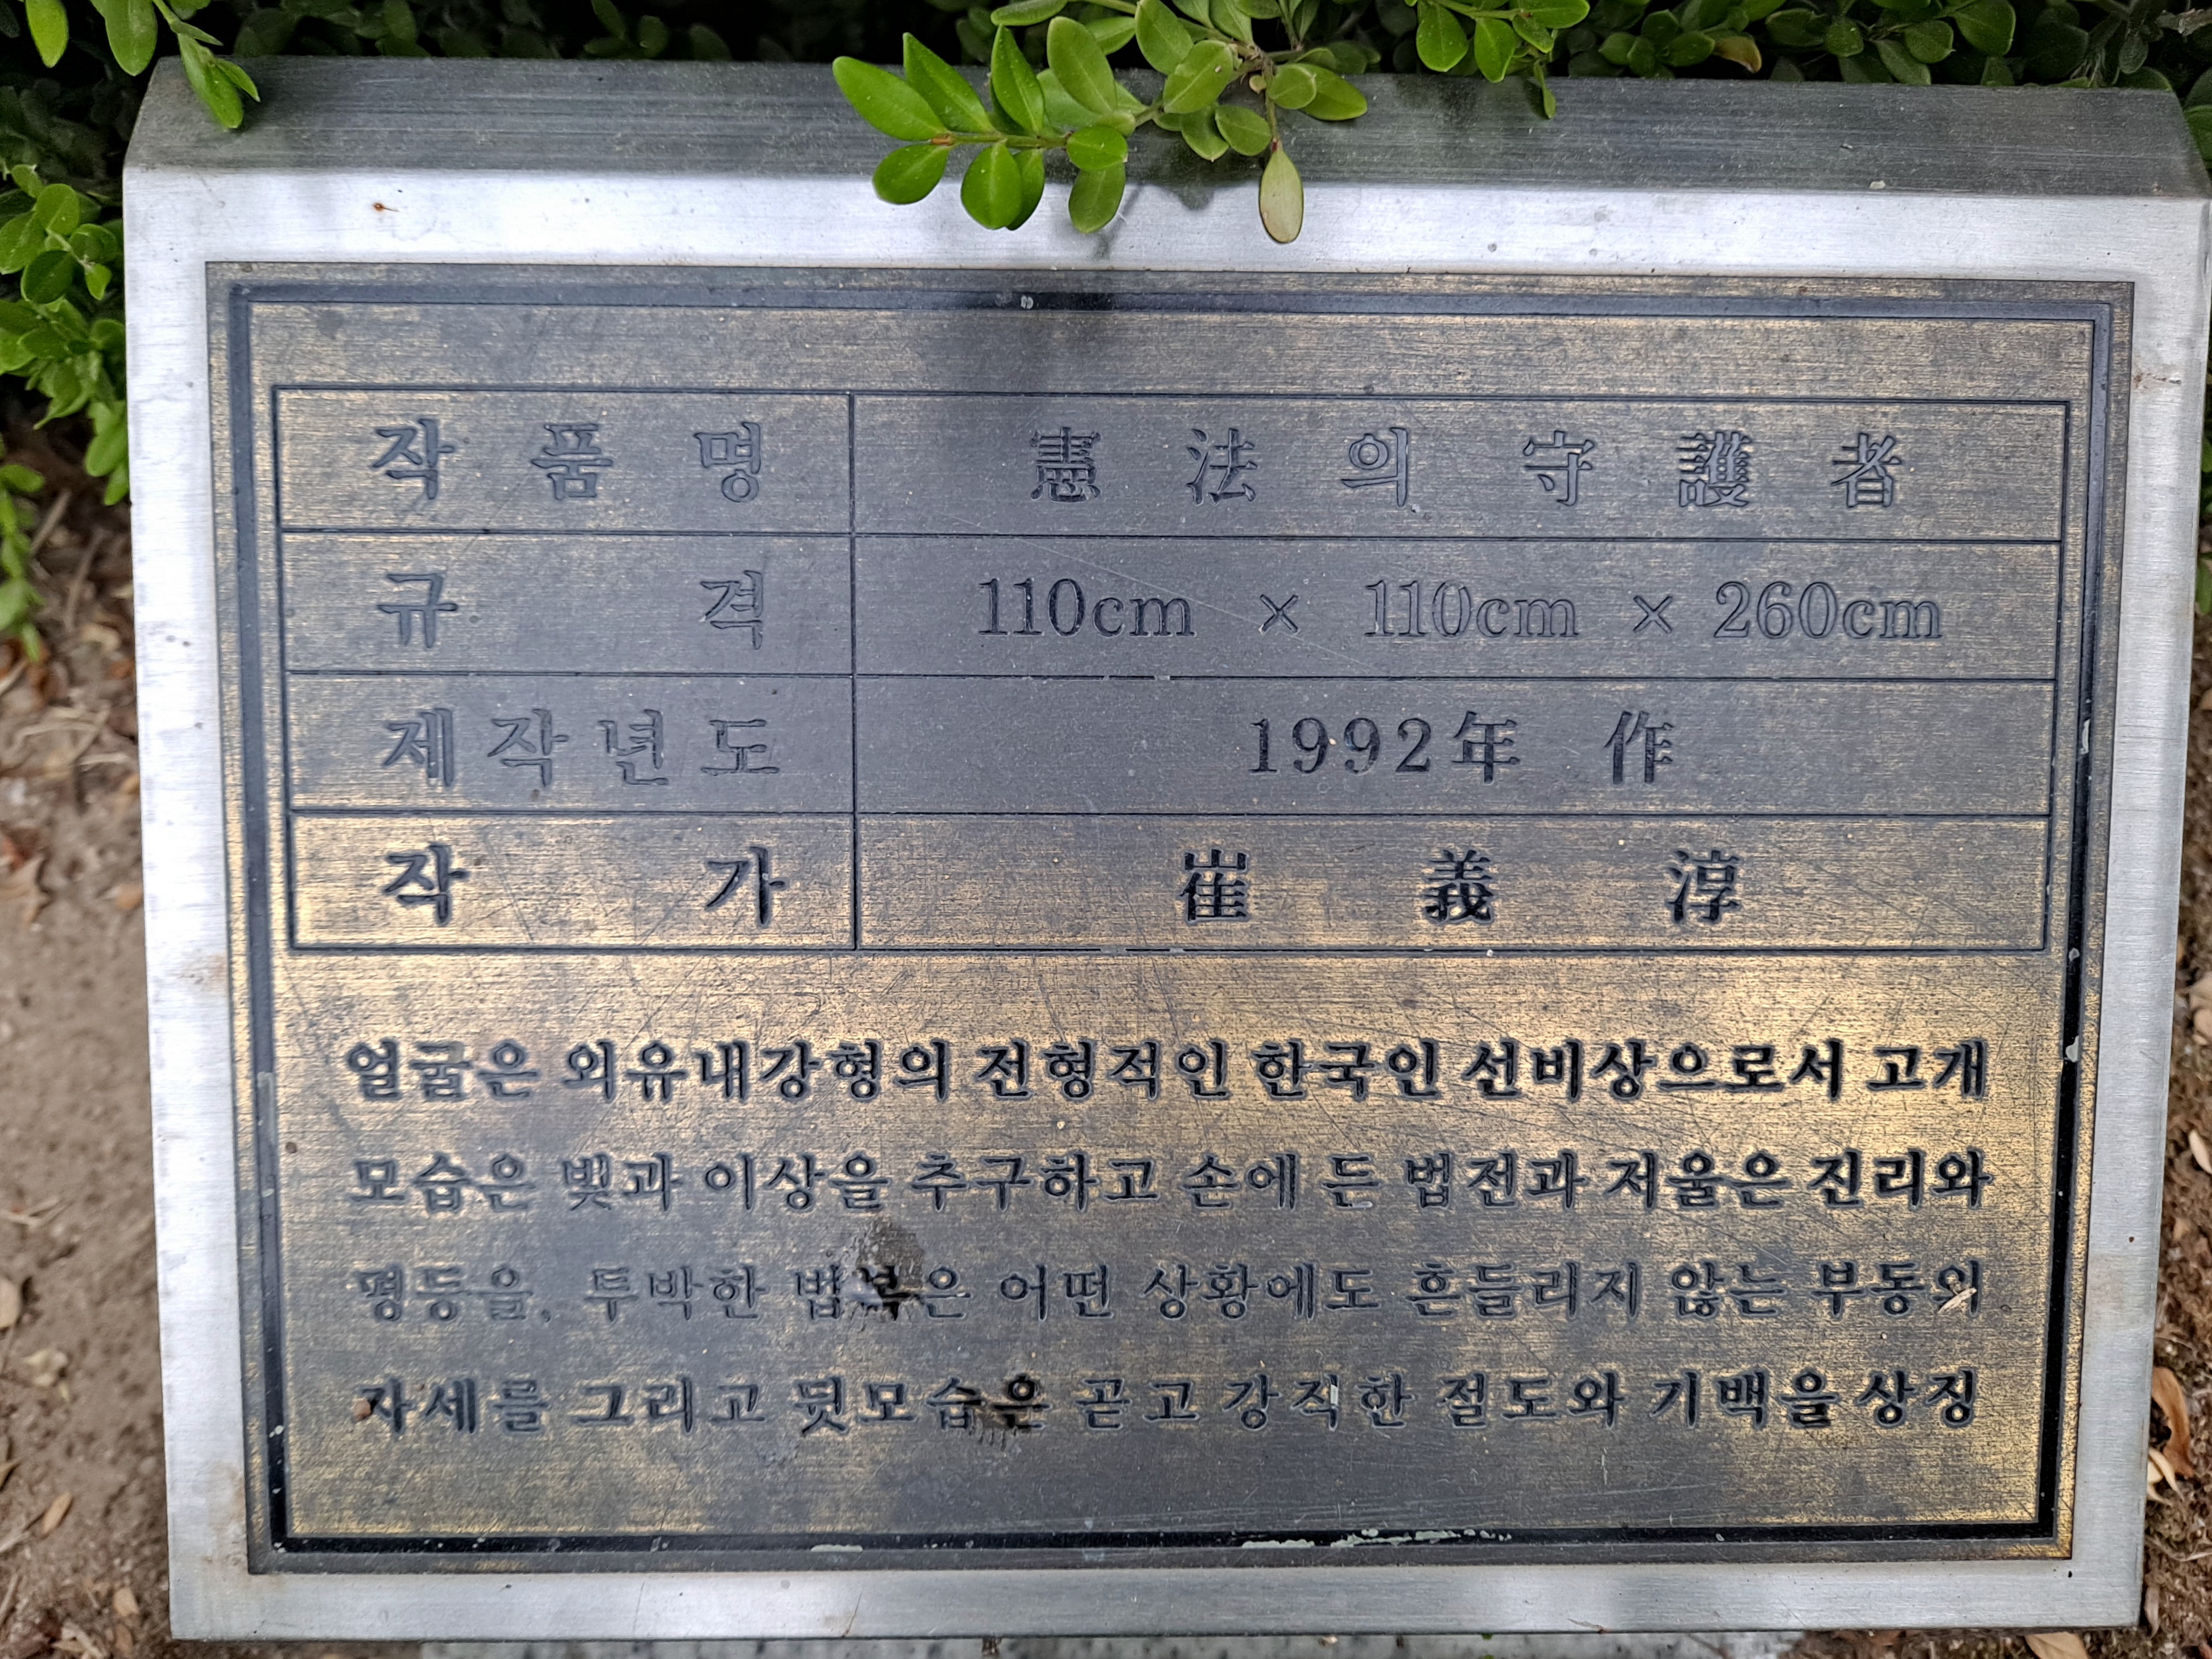 작품명 憲法의 守護者
규격 110cm × 110cm × 260cm
제작년도 1992年 作
작가 崔義淳
얼굴은 외유내강형의 전형적인 한국인 선비상으로서 고개
모습은 빛과 이상을 추구하고 손에 든 법전과 저울은 진리와
평등을, 투박한 법복은 어떤 상황에도 흔들리지 않는 부동의
자세를 그리고 뒷모습은 곧고 강직한 절도와 기백을 상징